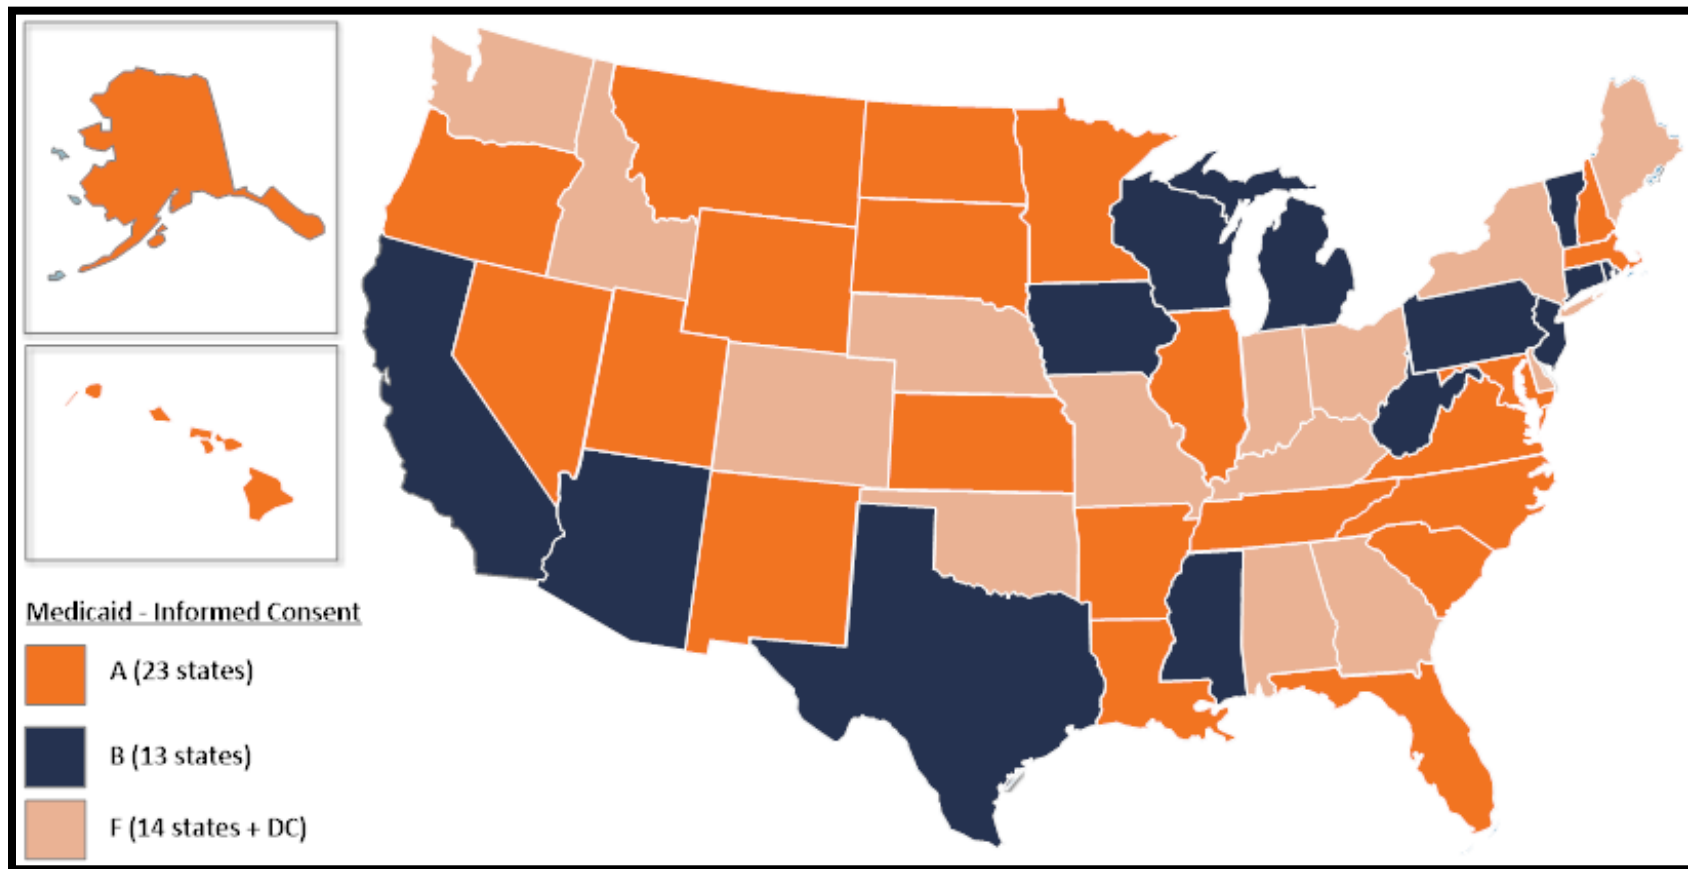 Medicaid - Informed Consent
A (23 states)
B (13 states)
F (14 states + DC)